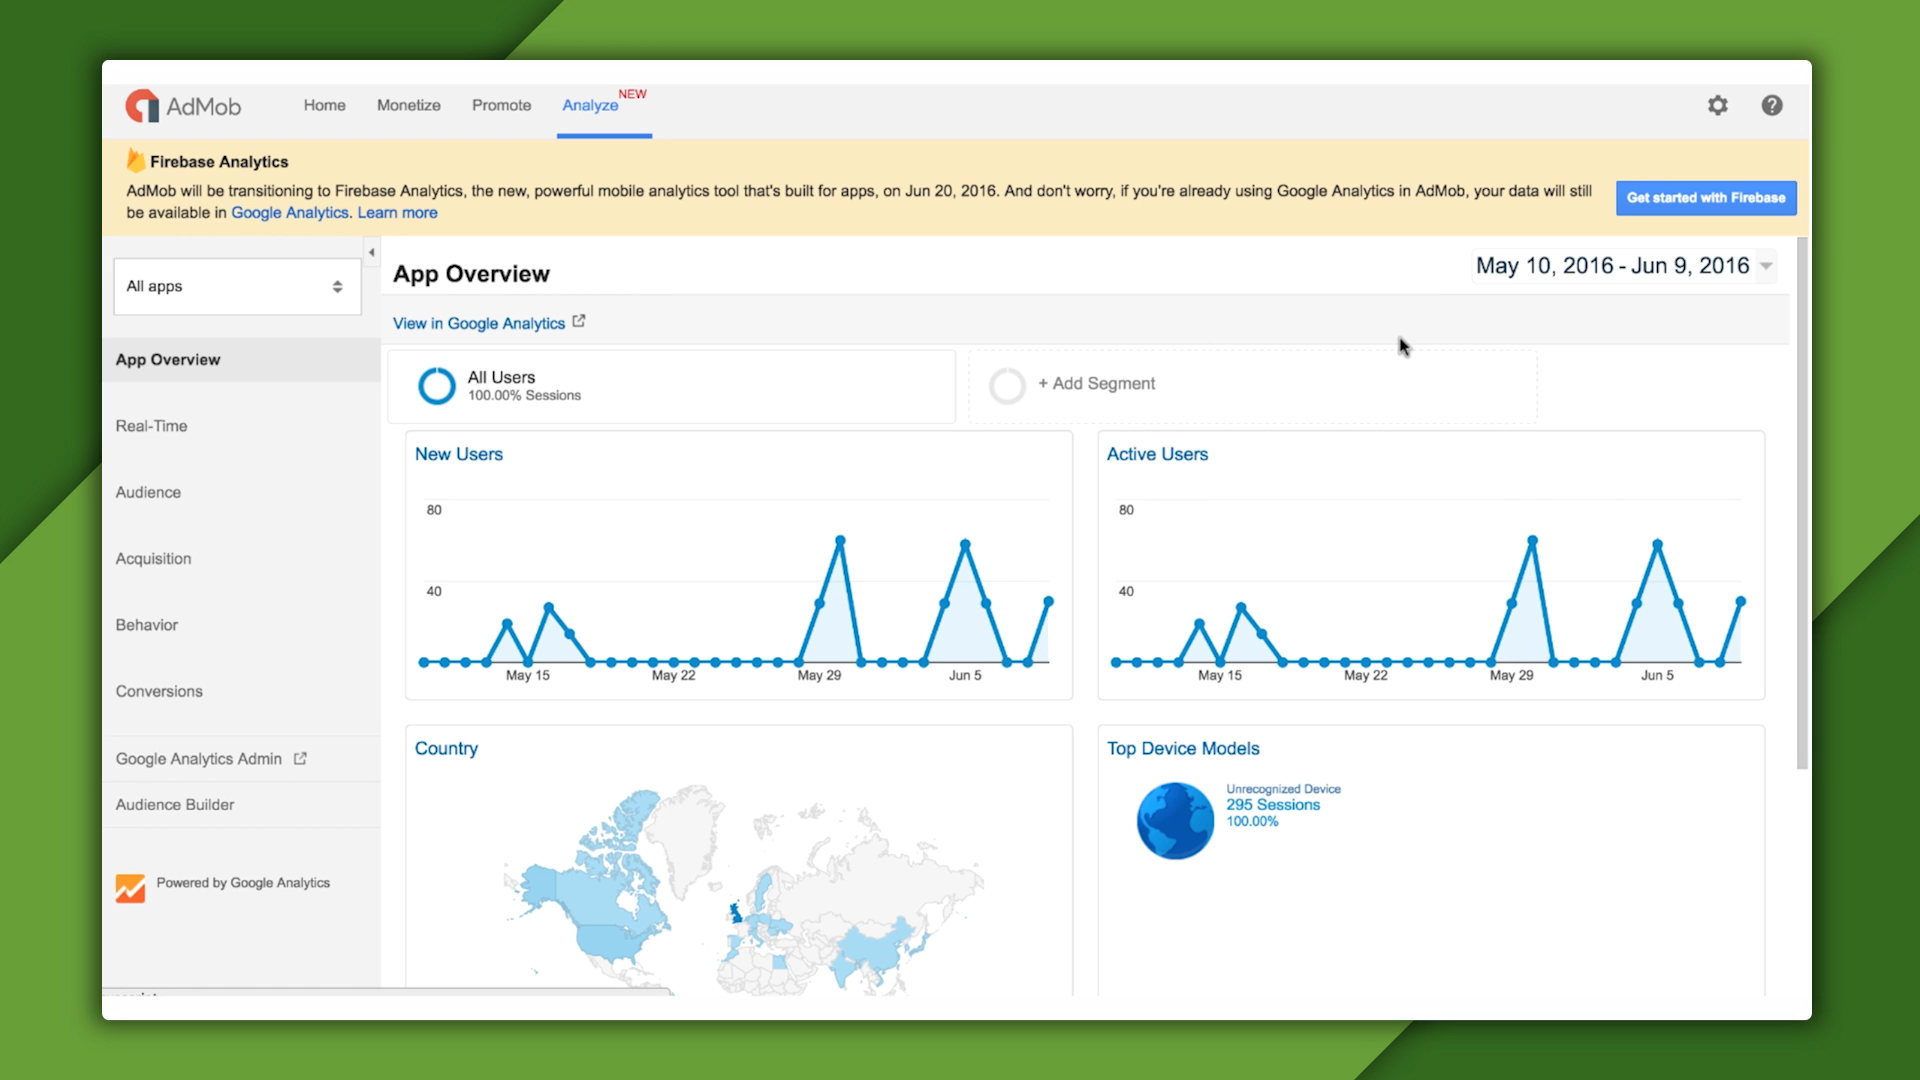 AdMob
Home
Monetize
Promote
Analyze
NEW
Firebase Analytics
AdMob will be transitioning to Firebase Analytics, the new, powerful mobile analytics tool that's built for apps, on Jun 20, 2016. And don't worry, if you're already using Google Analytics in AdMob, your data will still
be available in Google Analytics. Learn more
Get started with Firebase
All apps
App Overview
Real-Time
Audience
Acquisition
Behavior
Conversions
Google Analytics Admin
Audience Builder
Powered by Google Analytics
App Overview
May 10, 2016 - Jun 9, 2016
View in Google Analytics
All Users
100.00% Sessions
+ Add Segment
New Users
80
40
May 15
May 22
May 29
Jun 5
Active Users
80
40
May 15
May 22
May 29
Jun 5
Country
Top Device Models
Unrecognized Device
295 Sessions
100.00%